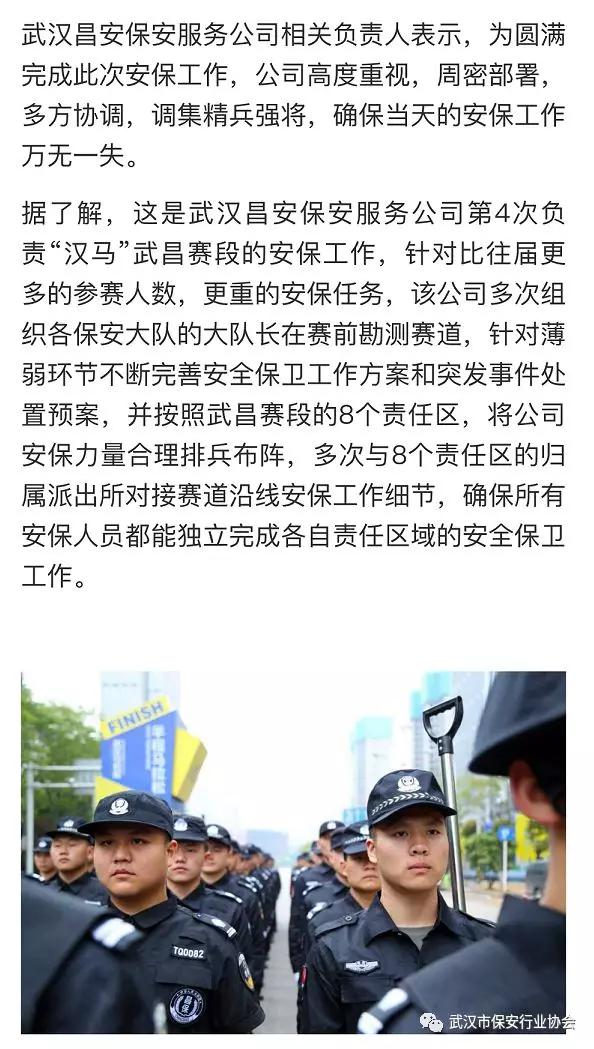 武汉昌安保安服务公司相关负责人表示，为圆满
完成此次安保工作，公司高度重视，周密部署，
多方协调，调集精兵强将，确保当天的安保工作
万无一失。
据了解，这是武汉昌安保安服务公司第4次负
责“汉马”武昌赛段的安保工作，针对比往届更
多的参赛人数，更重的安保任务，该公司多次组
织各保安大队的大队长在赛前勘测赛道，针对薄
弱环节不断完善安全保卫工作方案和突发事件处
置预案，并按照武昌赛段的8个责任区，将公司
安保力量合理排兵布阵，多次与8个责任区的归
属派出所对接赛道沿线安保工作细节，确保所有
安保人员都能独立完成各自责任区域的安全保卫
工作。
FINISH
半程马拉松
TQ0082
昌保
武汉市保安行业协会